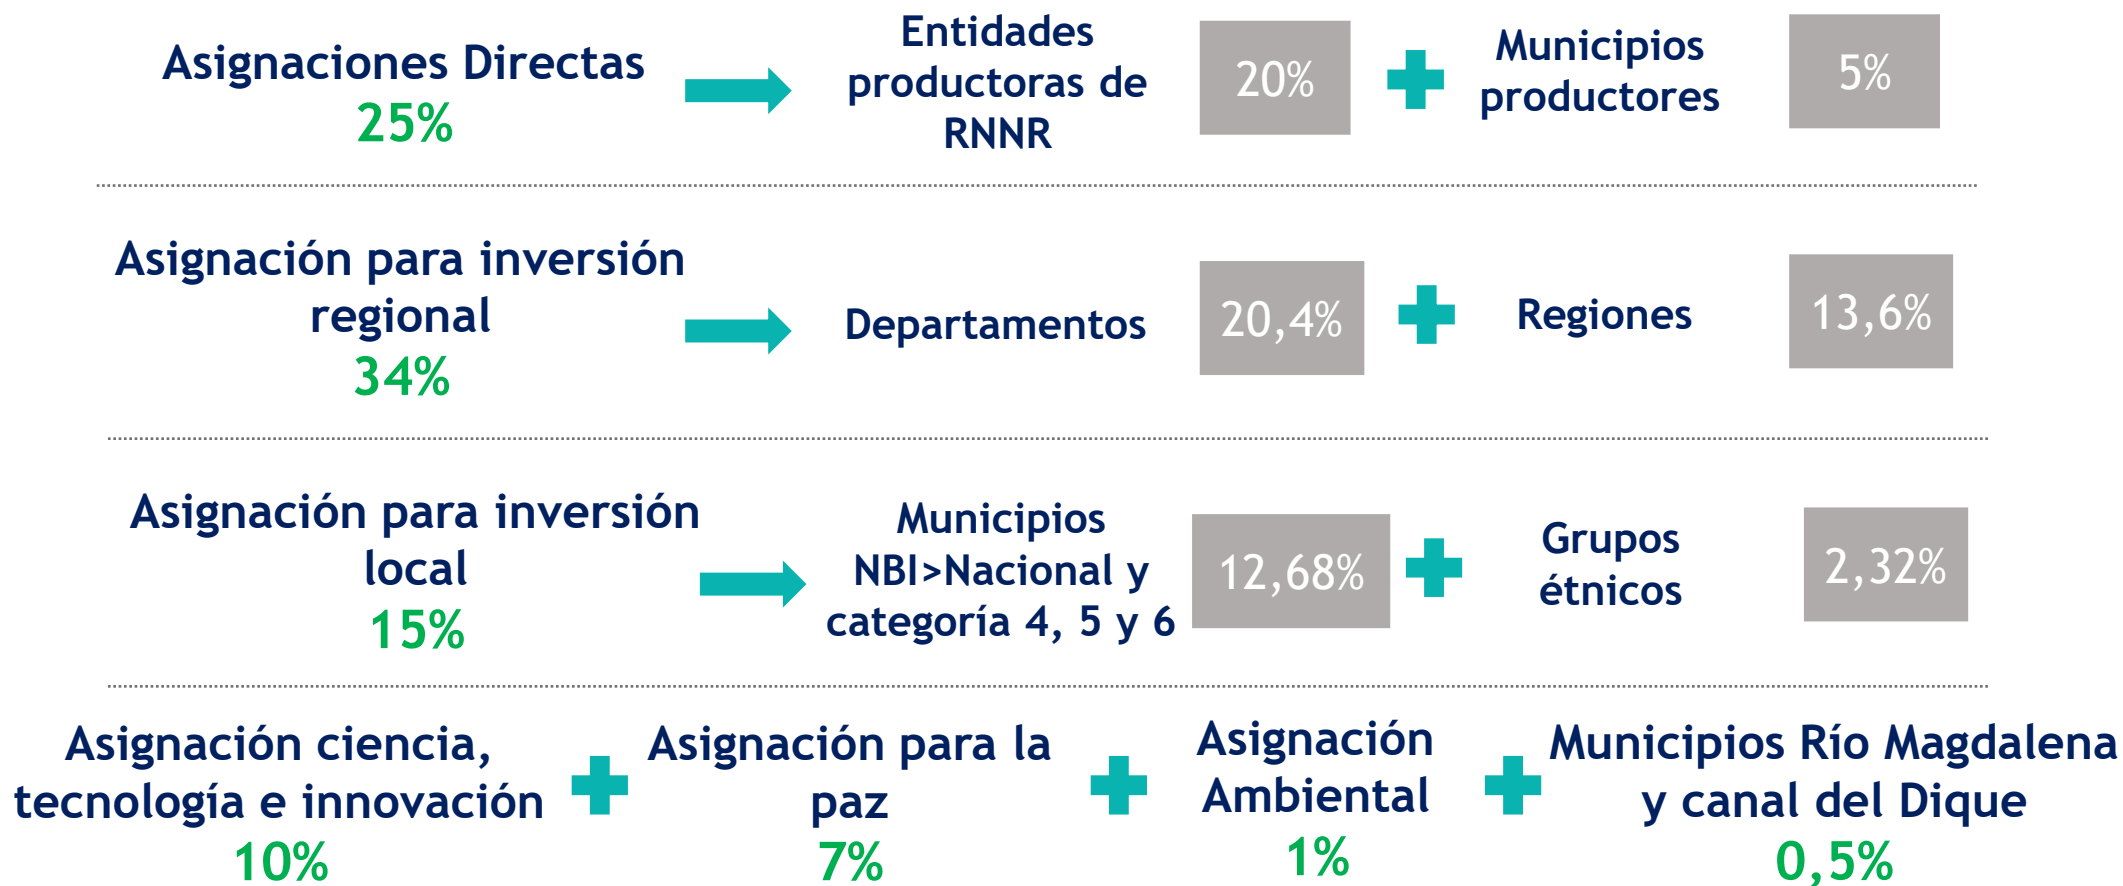 Asignaciones Directas
25%
Entidades
productoras de
RNNR
20%
Municipios
productores
5%
Asignación para inversión
regional
34%
Departamentos
20,4%
Regiones
13,6%
Asignación para inversión
local
15%
Municipios
NBI>Nacional y
categoría 4, 5 y 6
12,68%
Grupos
étnicos
2,32%
Asignación ciencia,
tecnología e innovación
10%
Asignación para la
paz
7%
Asignación
Ambiental
1%
Municipios Río Magdalena
y canal del Dique
0,5%